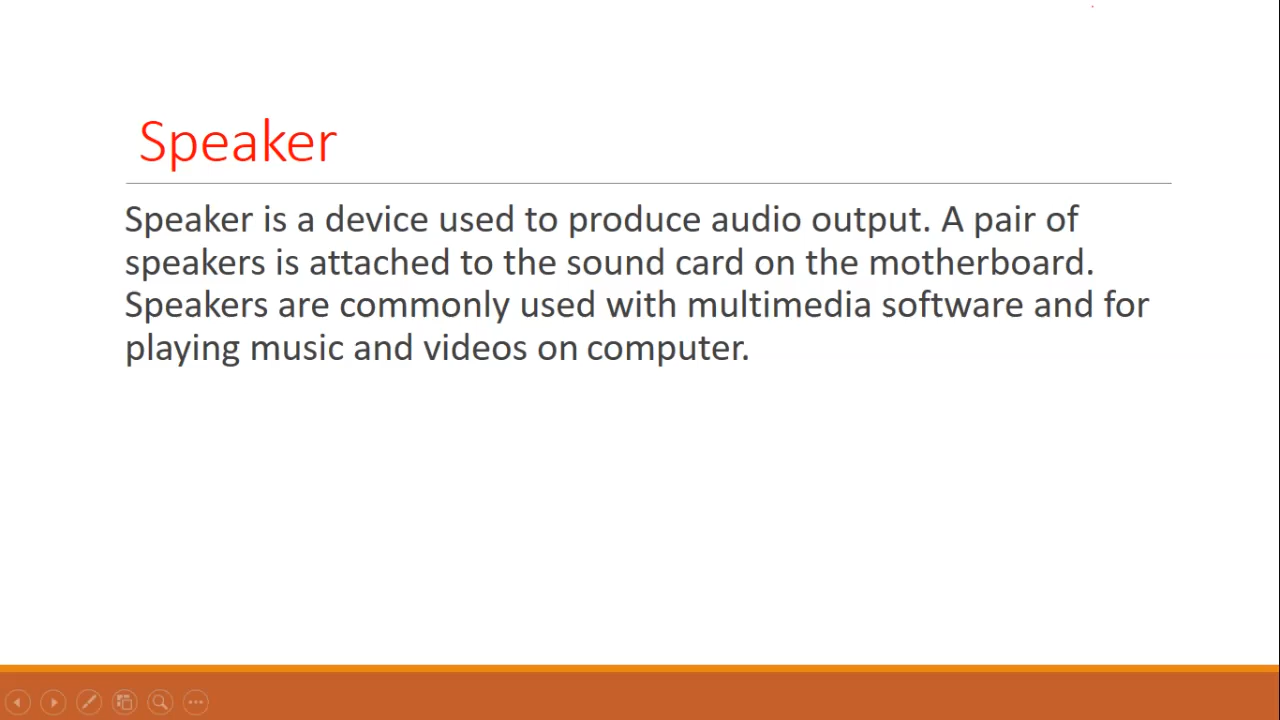 Speaker
Speaker is a device used to produce audio output. A pair of
speakers is attached to the sound card on the motherboard.
Speakers are commonly used with multimedia software and for
playing music and videos on computer.